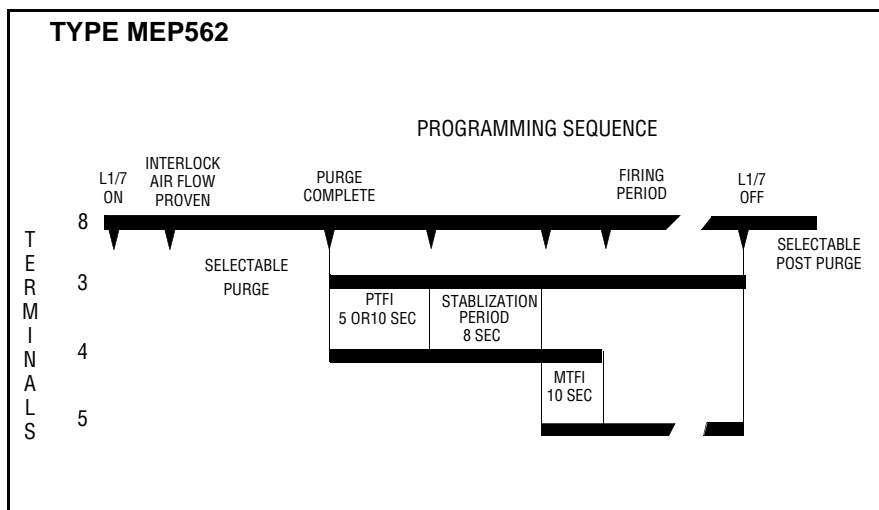 TYPE MEP562
PROGRAMMING SEQUENCE
L1/7
ON
INTERLOCK
AIR FLOW
PROVEN
PURGE
COMPLETE
FIRING
PERIOD
L1/7
OFF
TERMINALS
8
SELECTABLE
PURGE
SELECTABLE
POST PURGE
3
PTFI
5 OR10 SEC
STABLIZATION
PERIOD
8 SEC
4
MTFI
10 SEC
5